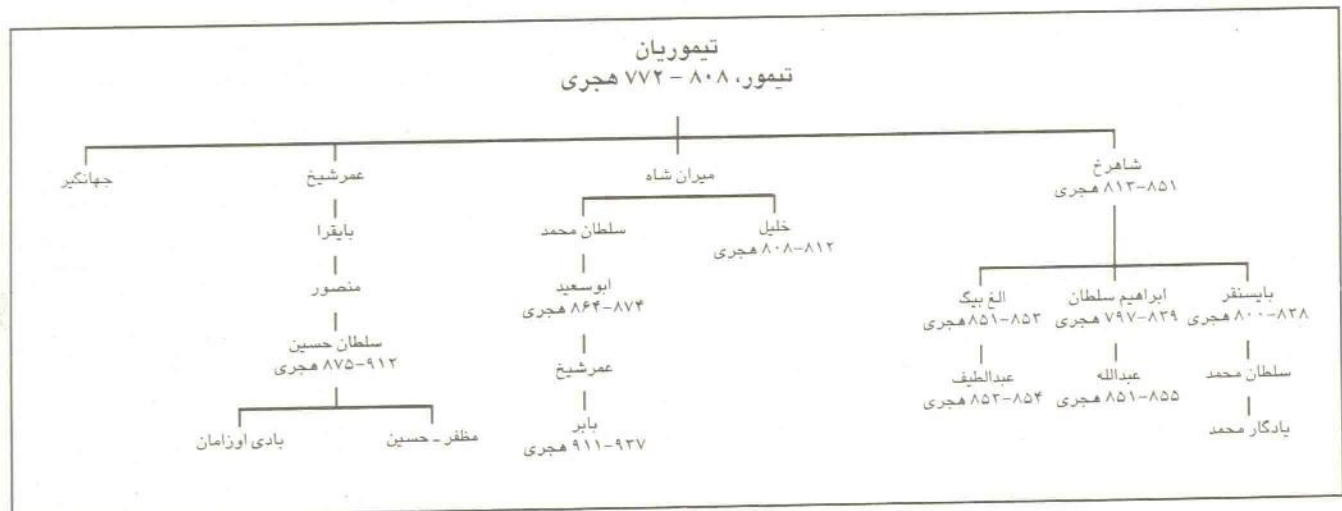 تیموریان
تیمور، ۸۰۸ – ۷۷۲ هجری
شاهرخ
۸۱۳–۸۵۱ هجری
میران شاه
عمرشیخ
جهانگیر
بایسنقر
۸۰۰–۸۳۸ هجری
ابراهیم سلطان
۷۹۷–۸۳۹ هجری
الغ بیگ
۸۵۱–۸۵۳ هجری
سلطان محمد
یادگار محمد
عبدالله
۸۵۱–۸۵۵ هجری
عبدالطیف
۸۵۳–۸۵۴ هجری
خلیل
۸۰۸–۸۱۲ هجری
سلطان محمد
ابوسعید
۸۶۴–۸۷۴ هجری
عمرشیخ
بابر
۹۱۱–۹۳۷ هجری
بایقرا
منصور
سلطان حسین
۸۷۵–۹۱۲ هجری
مظفر ـ حسین
بادی اوزامان